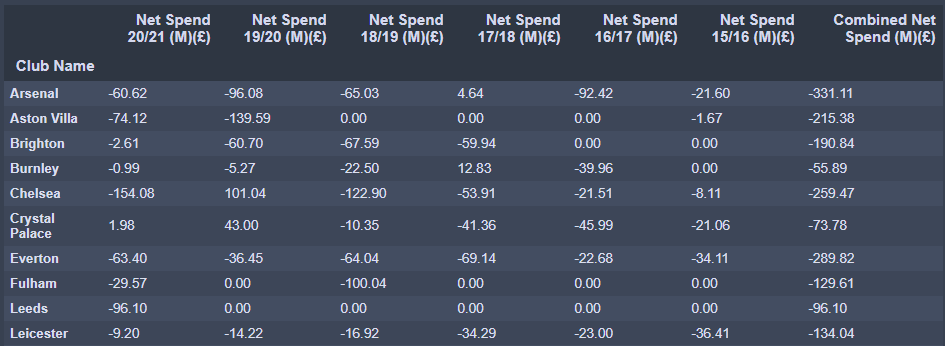 Net Spend Net Spend Net Spend Net Spend Net Spend Net Spend Combined Net
20/21 (M)(£) 19/20 (M)(£) 18/19 (M)(£) 17/18 (M)(£) 16/17 (M)(£) 15/16 (M)(£) Spend (M)(£)
Club Name
Arsenal -60.62 -96.08 -65.03 4.64 -92.42 -21.60 -331.11
Aston Villa -74.12 -139.59 0.00 0.00 0.00 -1.67 -215.38
Brighton -2.61 -60.70 -67.59 -59.94 0.00 0.00 -190.84
Burnley -0.99 -5.27 -22.50 12.83 -39.96 0.00 -55.89
Chelsea -154.08 101.04 -122.90 -53.91 -21.51 -8.11 -259.47
Crystal
Palace 1.98 43.00 -10.35 -41.36 -45.99 -21.06 -73.78
Everton -63.40 -36.45 -64.04 -69.14 -22.68 -34.11 -289.82
Fulham -29.57 0.00 -100.04 0.00 0.00 0.00 -129.61
Leeds -96.10 0.00 0.00 0.00 0.00 0.00 -96.10
Leicester -9.20 -14.22 -16.92 -34.29 -23.00 -36.41 -134.04